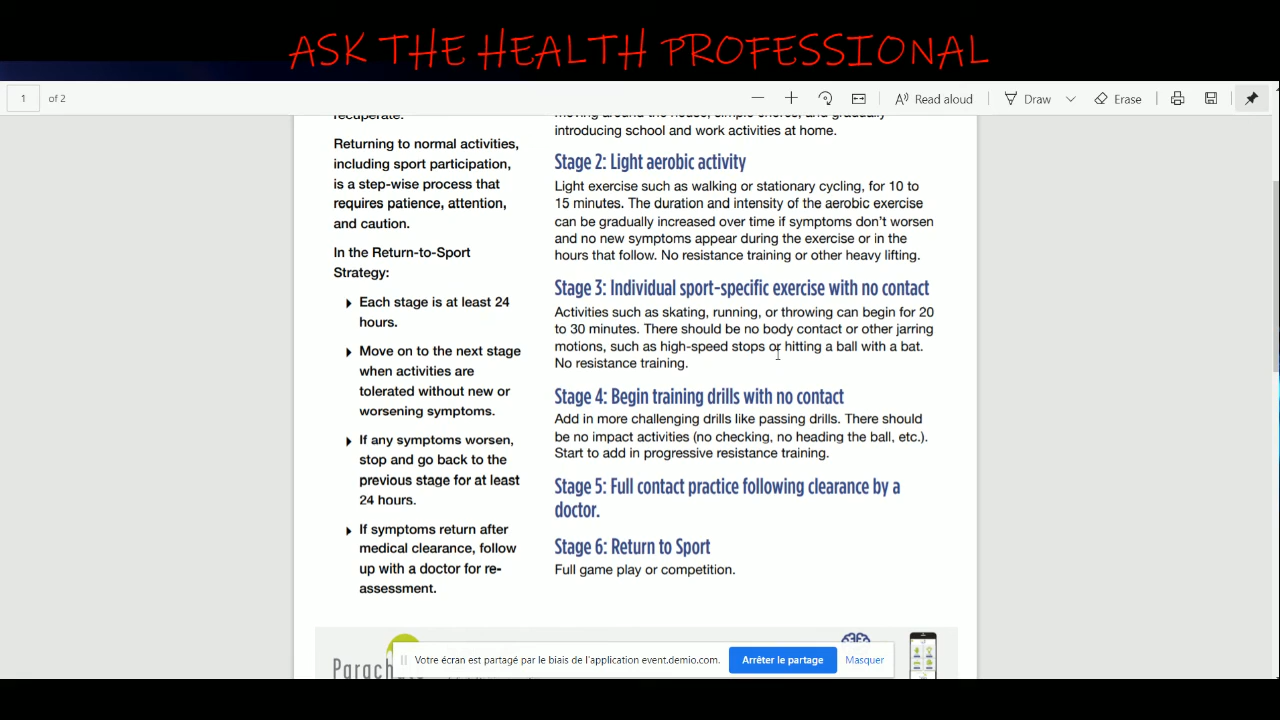 ASK THE HEALTH PROFESSIONAL
1 of 2
Read aloud
Draw
Erase
recuperate.
Returning to normal activities,
including sport participation,
is a step-wise process that
requires patience, attention,
and caution.
In the Return-to-Sport
Strategy:
Each stage is at least 24
hours.
Move on to the next stage
when activities are
tolerated without new or
worsening symptoms.
If any symptoms worsen,
stop and go back to the
previous stage for at least
24 hours.
If symptoms return after
medical clearance, follow
up with a doctor for re-
assessment.
moving around the house, simple chores, and gradually
introducing school and work activities at home.
Stage 2: Light aerobic activity
Light exercise such as walking or stationary cycling, for 10 to
15 minutes. The duration and intensity of the aerobic exercise
can be gradually increased over time if symptoms don’t worsen
and no new symptoms appear during the exercise or in the
hours that follow. No resistance training or other heavy lifting.
Stage 3: Individual sport-specific exercise with no contact
Activities such as skating, running, or throwing can begin for 20
to 30 minutes. There should be no body contact or other jarring
motions, such as high-speed stops or hitting a ball with a bat.
No resistance training.
Stage 4: Begin training drills with no contact
Add in more challenging drills like passing drills. There should
be no impact activities (no checking, no heading the ball, etc.).
Start to add in progressive resistance training.
Stage 5: Full contact practice following clearance by a
doctor.
Stage 6: Return to Sport
Full game play or competition.
Votre écran est partagé par le biais de l'application event.demio.com.
Arrêter le partage
Masquer